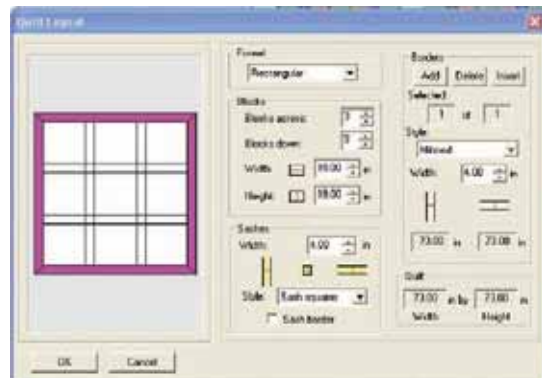 Quilt Layout
Format
Rectangular
Blocks
Blocks across:
3
Blocks down:
3
Width:
in
Height:
in
Sashes
Width:
4.00 in
Style:
Sash square
Sash border
Borders
Add Delete Insert
Selected
1 of 1
Style
Mitered
Width:
4.00 in
73.00 in 73.00 in
Quilt
73.00 in by 73.00 in
Width Height
OK Cancel